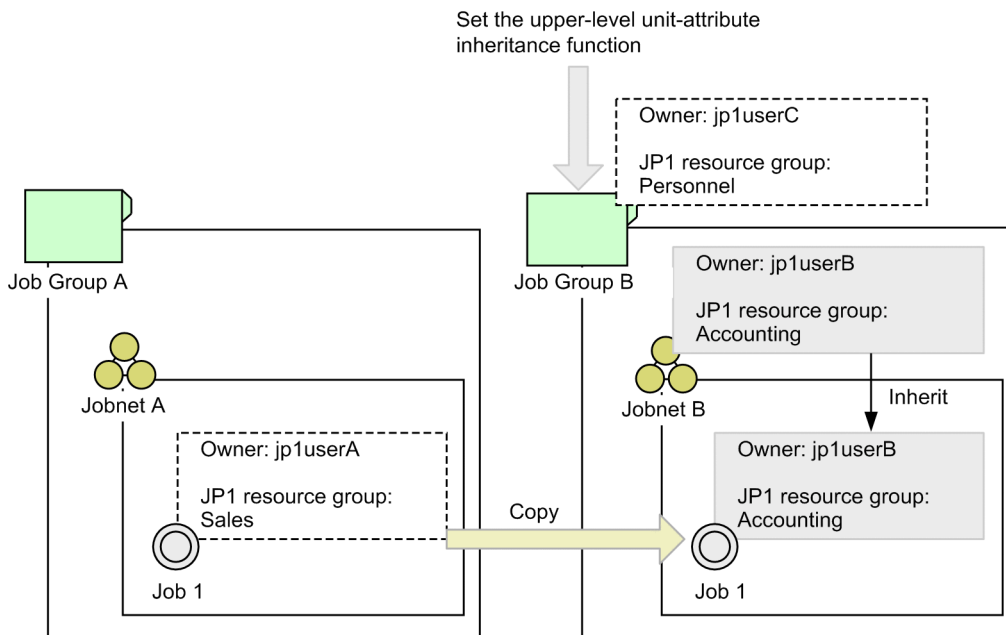 Set the upper-level unit-attribute
inheritance function
Owner: jp1userC
JP1 resource group:
Personnel
Job Group A
Job Group B
Owner: jp1userB
JP1 resource group:
Accounting
Jobnet A
Jobnet B
Inherit
Owner: jp1userA
JP1 resource group:
Sales
Copy
Owner: jp1userB
JP1 resource group:
Accounting
Job 1
Job 1